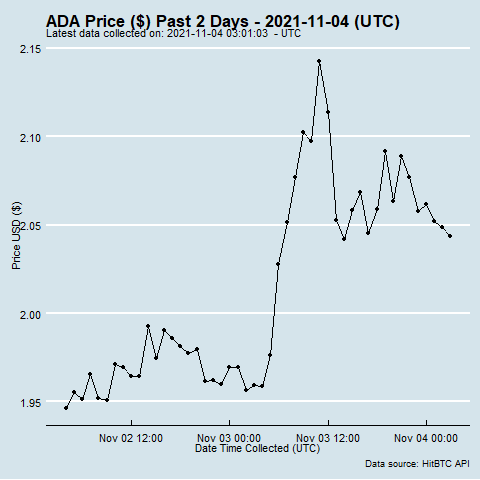 ADA Price ($) Past 2 Days - 2021-11-04 (UTC)
Latest data collected on: 2021-11-04 03:01:03  - UTC
2.15
2.10
2.05
2.00
1.95
Price USD ($)
Nov 02 12:00 Nov 03 00:00 Nov 03 12:00 Nov 04 00:00
Date Time Collected (UTC)
Data source: HitBTC API